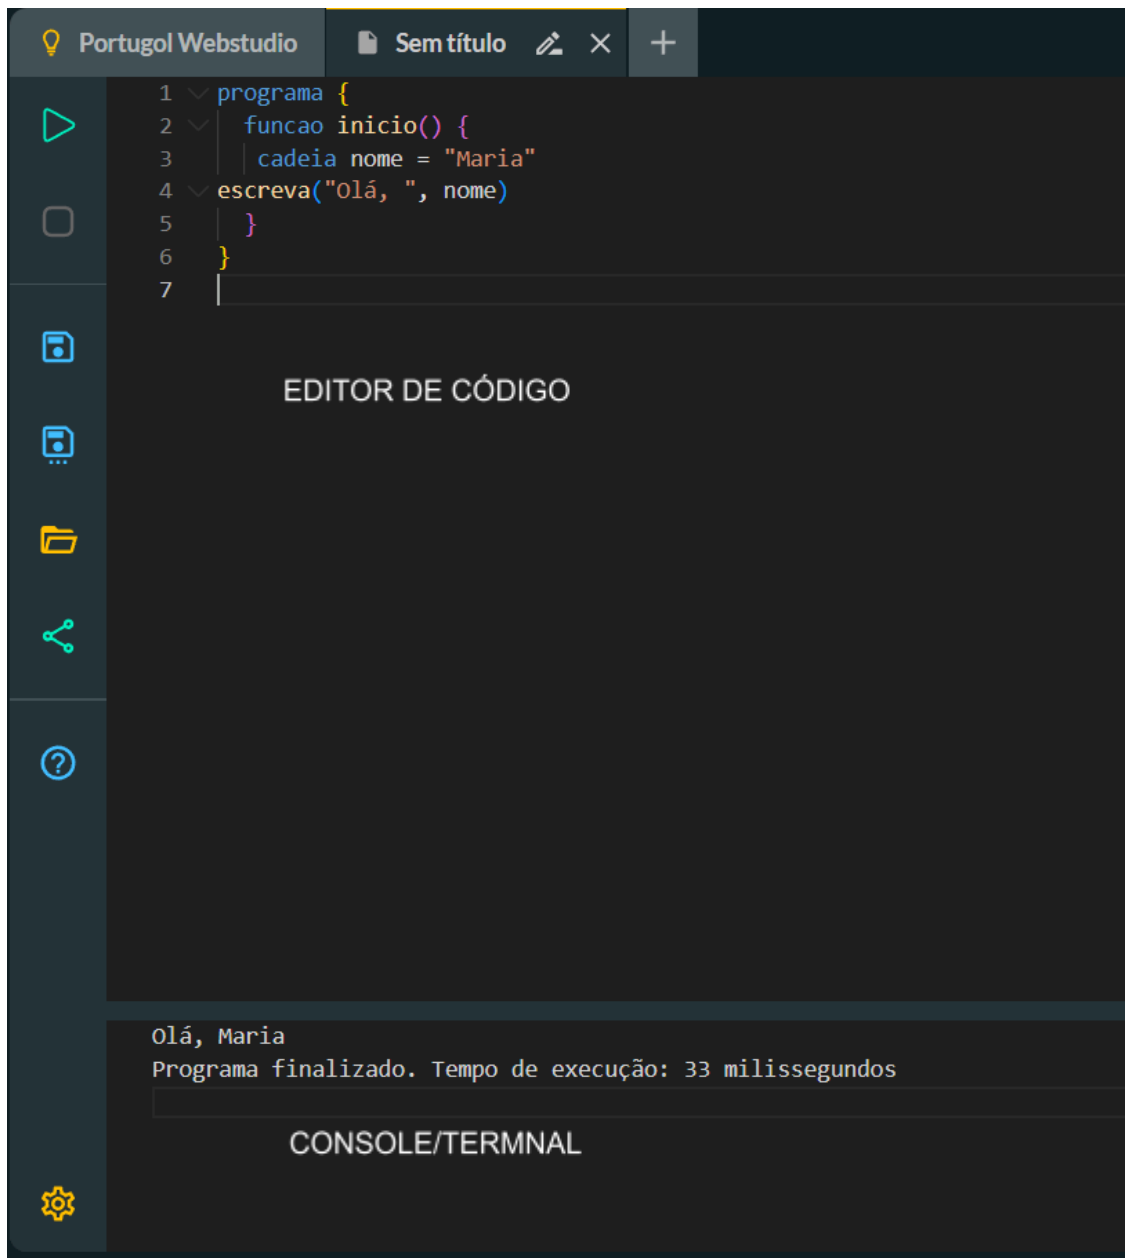 Portugol Webstudio Sem título
1 programa {
2 funcao inicio() {
3 cadeia nome = "Maria"
4 escreva("Olá, ", nome)
5 }
6 }
7
EDITOR DE CÓDIGO
Olá, Maria
Programa finalizado. Tempo de execução: 33 milissegundos
CONSOLE/TERMNAL